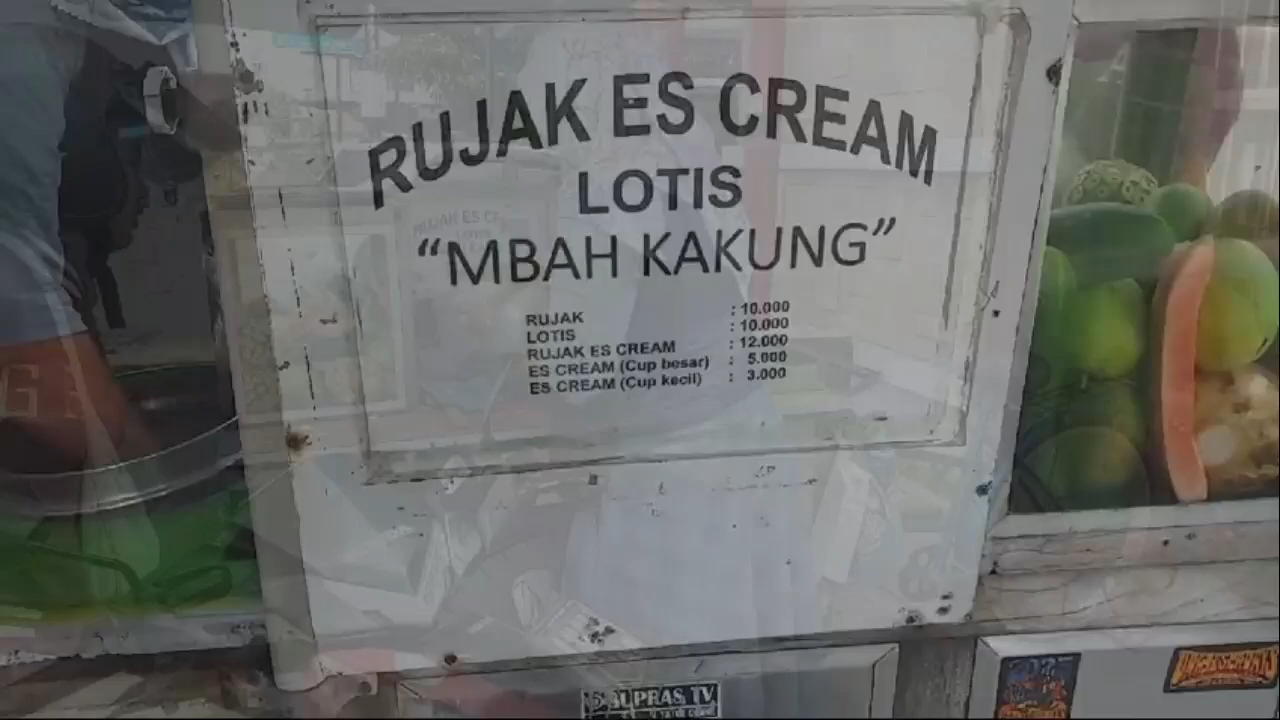 RUJAK ES CREAM
LOTIS
“MBAH KAKUNG”
RUJAK : 10.000
LOTIS : 10.000
RUJAK ES CREAM : 12.000
ES CREAM (Cup besar) : 5.000
ES CREAM (Cup kecil) : 3.000
SUPRAS TV